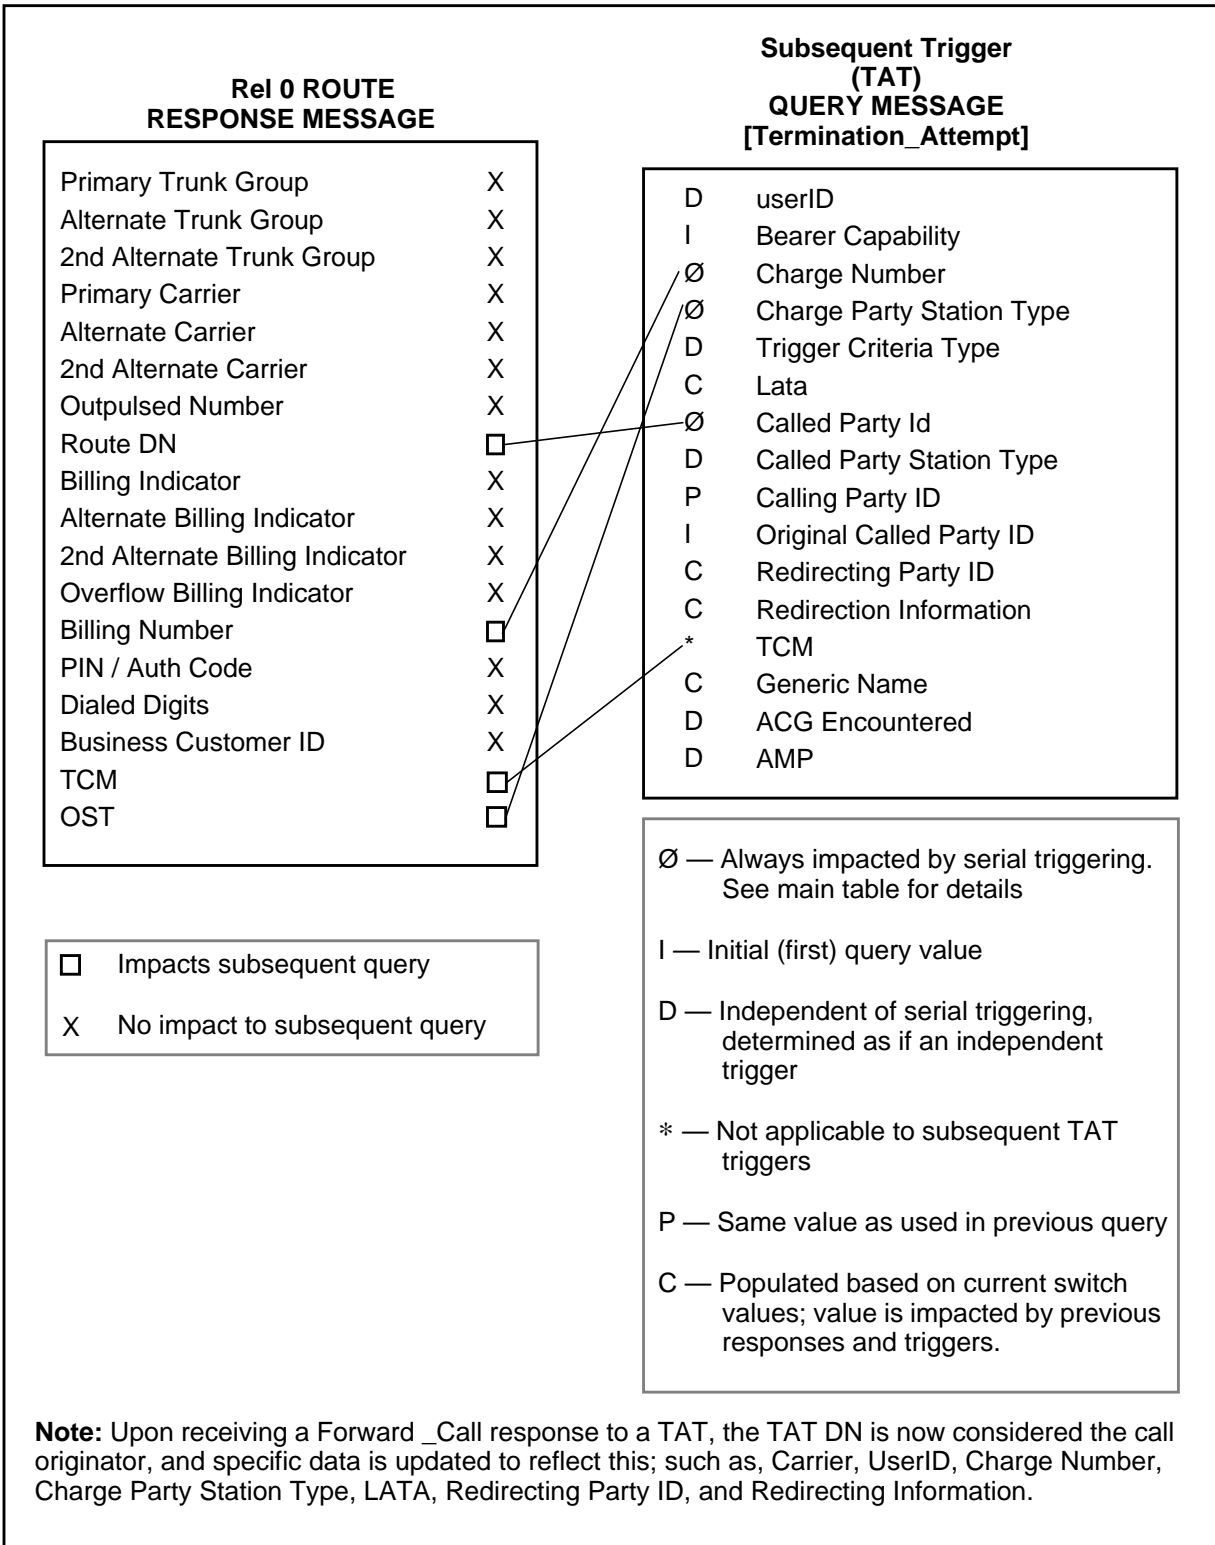 Rel 0 ROUTE
RESPONSE MESSAGE
Primary Trunk Group X
Alternate Trunk Group X
2nd Alternate Trunk Group X
Primary Carrier X
Alternate Carrier X
2nd Alternate Carrier X
Outpulsed Number X
Route DN
Billing Indicator X
Alternate Billing Indicator X
2nd Alternate Billing Indicator X
Overflow Billing Indicator X
Billing Number
PIN / Auth Code X
Dialed Digits X
Business Customer ID X
TCM
OST
Impacts subsequent query
X No impact to subsequent query
Subsequent Trigger
(TAT)
QUERY MESSAGE
[Termination_Attempt]
D userID
I Bearer Capability
Ø Charge Number
Ø Charge Party Station Type
D Trigger Criteria Type
C Lata
Ø Called Party Id
D Called Party Station Type
P Calling Party ID
I Original Called Party ID
C Redirecting Party ID
C Redirection Information
* TCM
C Generic Name
D ACG Encountered
D AMP
Ø — Always impacted by serial triggering.
See main table for details
I — Initial (first) query value
D — Independent of serial triggering,
determined as if an independent
trigger
* — Not applicable to subsequent TAT
triggers
P — Same value as used in previous query
C — Populated based on current switch
values; value is impacted by previous
responses and triggers.
Note: Upon receiving a Forward _Call response to a TAT, the TAT DN is now considered the call
originator, and specific data is updated to reflect this; such as, Carrier, UserID, Charge Number,
Charge Party Station Type, LATA, Redirecting Party ID, and Redirecting Information.